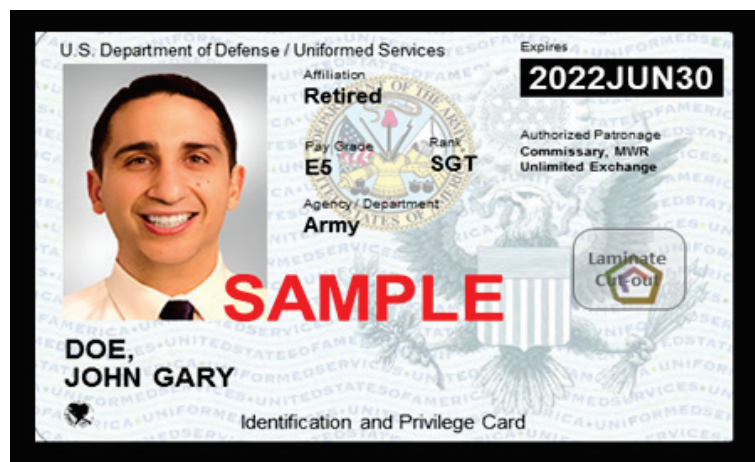 U.S. Department of Defense / Uniformed Services
Expires
2022JUN30
Affiliation
Retired
Pay Grade
E5
Rank
SGT
Agency / Department
Army
Authorized Patronage
Commissary, MWR
Unlimited Exchange
Laminate
Cut-out
SAMPLE
DOE,
JOHN GARY
Identification and Privilege Card